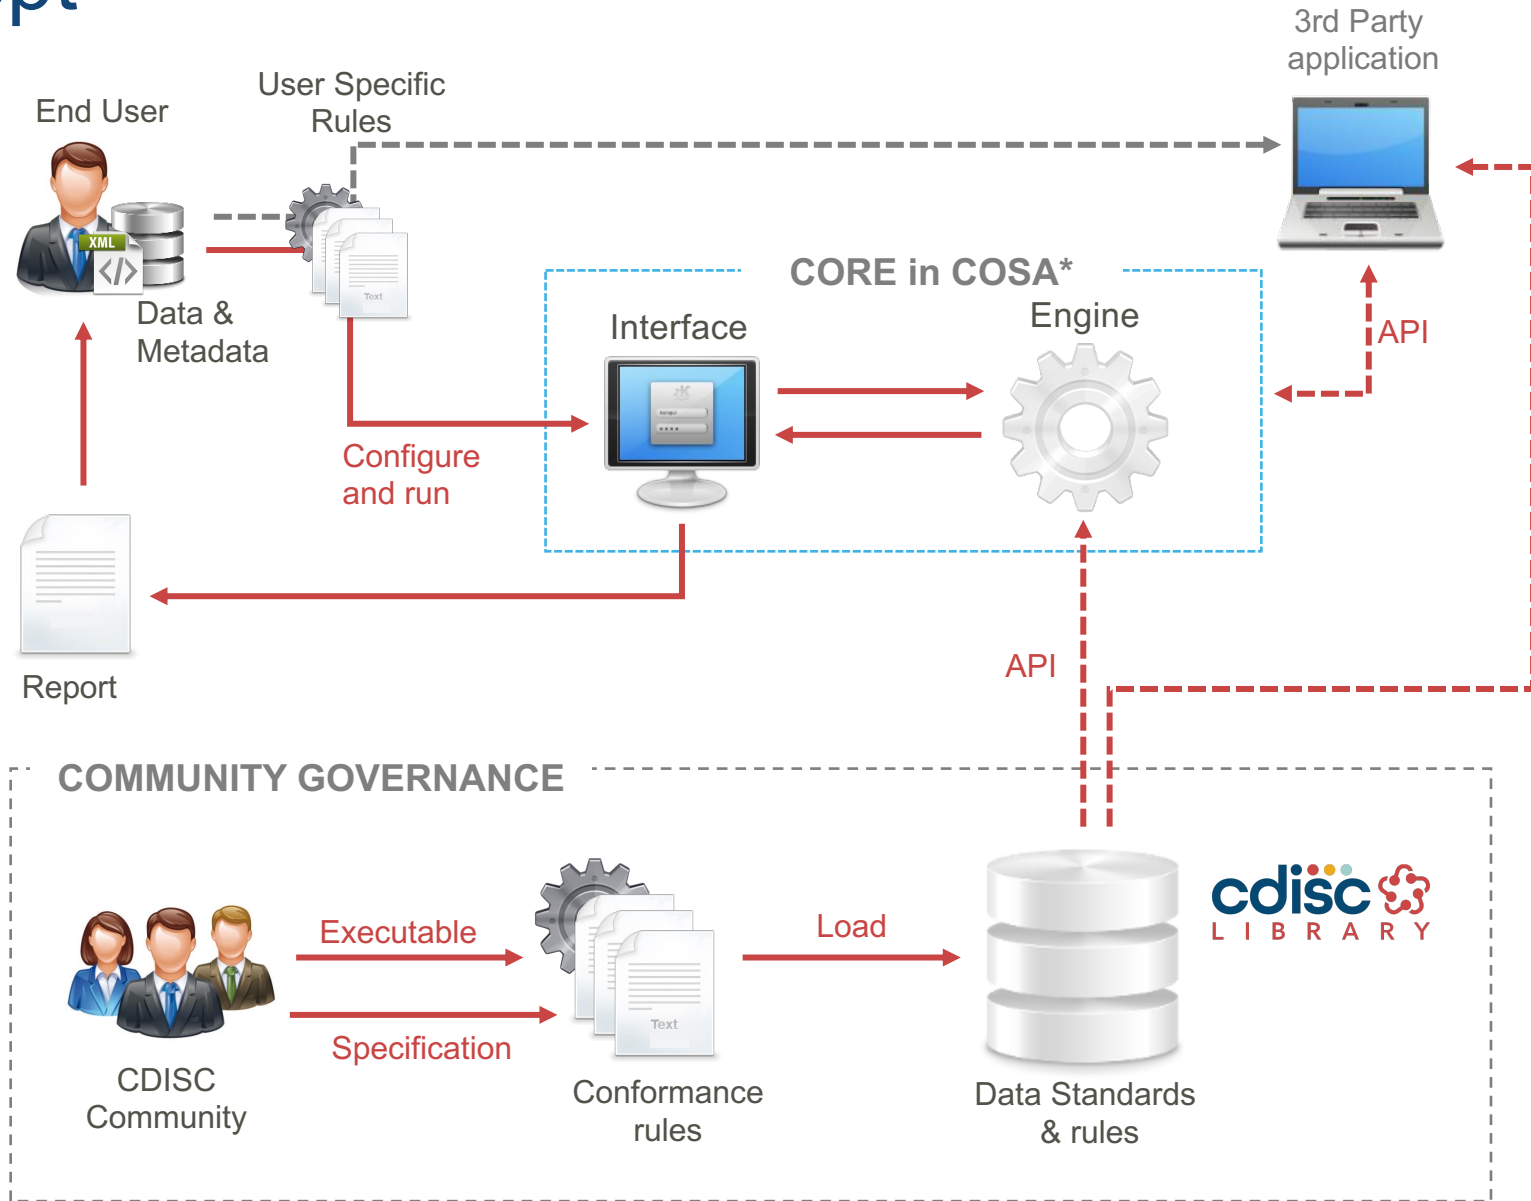 3rd Party
application
User Specific
Rules
End User
XML
</>
Text
Data &
Metadata
CORE in COSA*
Interface
Engine
API
Configure
and run
API
Report
COMMUNITY GOVERNANCE
cdisc
LIBRARY
Executable
Load
Text
Specification
CDISC
Community
Conformance
rules
Data Standards
& rules